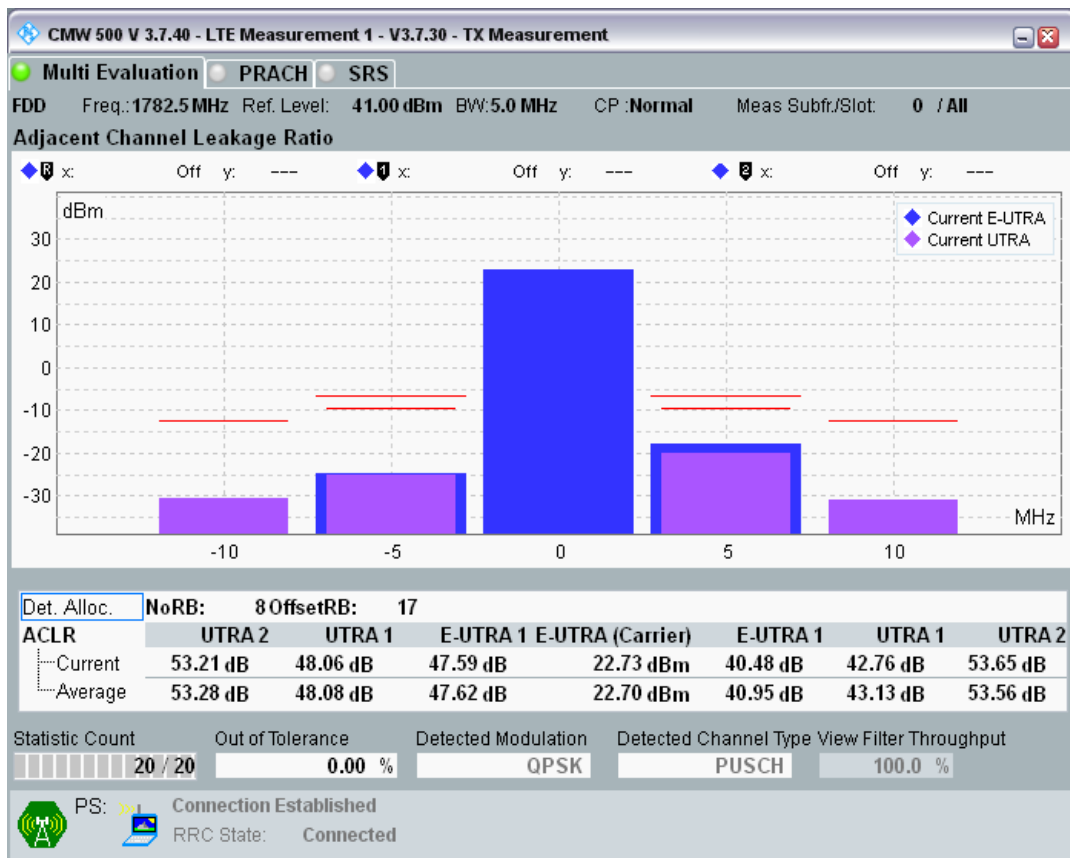 CMW 500 V 3.7.40 - LTE Measurement 1 - V3.7.30 - TX Measurement
Multi Evaluation PRACH SRS
FDD Freq.: 1782.5 MHz Ref. Level: 41.00 dBm BW: 5.0 MHz CP :Normal Meas Subfr./Slot: 0 / All
Adjacent Channel Leakage Ratio
R x: Off y: --- 1 x: Off y: --- 2 x: Off y: ---
dBm
Current E-UTRA
Current UTRA
30
20
10
0
-10
-20
-30
MHz
-10 -5 0 5 10
Det. Alloc. NoRB: 8 OffsetRB: 17
ACLR UTRA 2 UTRA 1 E-UTRA 1 E-UTRA (Carrier) E-UTRA 1 UTRA 1 UTRA 2
Current 53.21 dB 48.06 dB 47.59 dB 22.73 dBm 40.48 dB 42.76 dB 53.65 dB
Average 53.28 dB 48.08 dB 47.62 dB 22.70 dBm 40.95 dB 43.13 dB 53.56 dB
Statistic Count Out of Tolerance Detected Modulation Detected Channel Type View Filter Throughput
20 / 20 0.00 % QPSK PUSCH 100.0 %
PS: Connection Established
RRC State: Connected